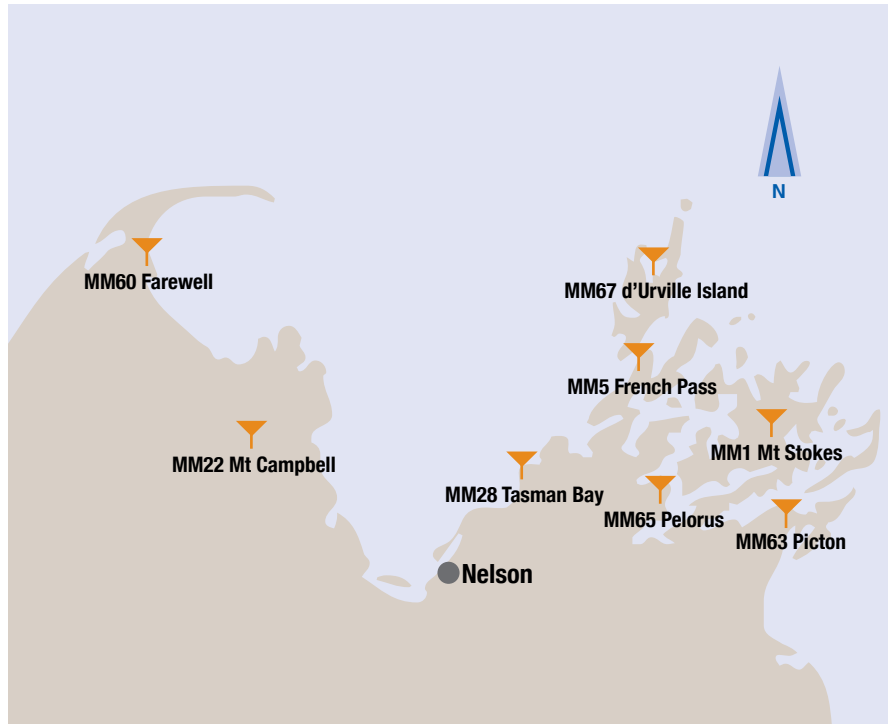 N
MM60 Farewell
MM67 d'Urville Island
MM5 French Pass
MM22 Mt Campbell
MM1 Mt Stokes
MM28 Tasman Bay
MM65 Pelorus
MM63 Picton
Nelson